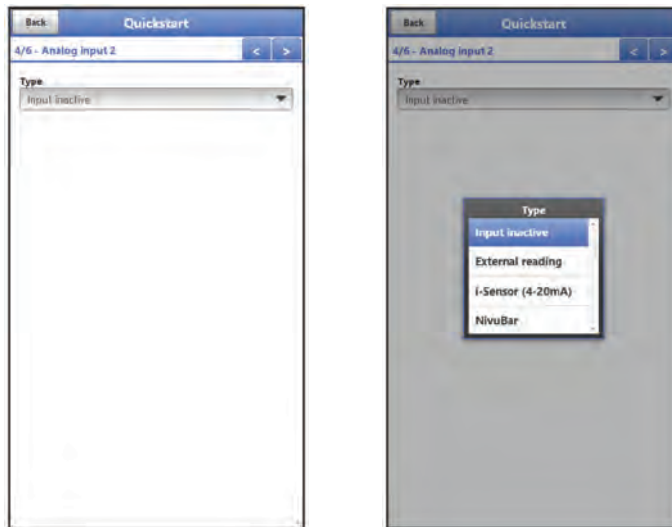 Back Quickstart
4/6 - Analog input 2 < >
Type
Input inactive
Back Quickstart
4/6 - Analog input 2 < >
Type
Input inactive
Type
Input inactive
External reading
i-Sensor (4-20mA)
NivuBar